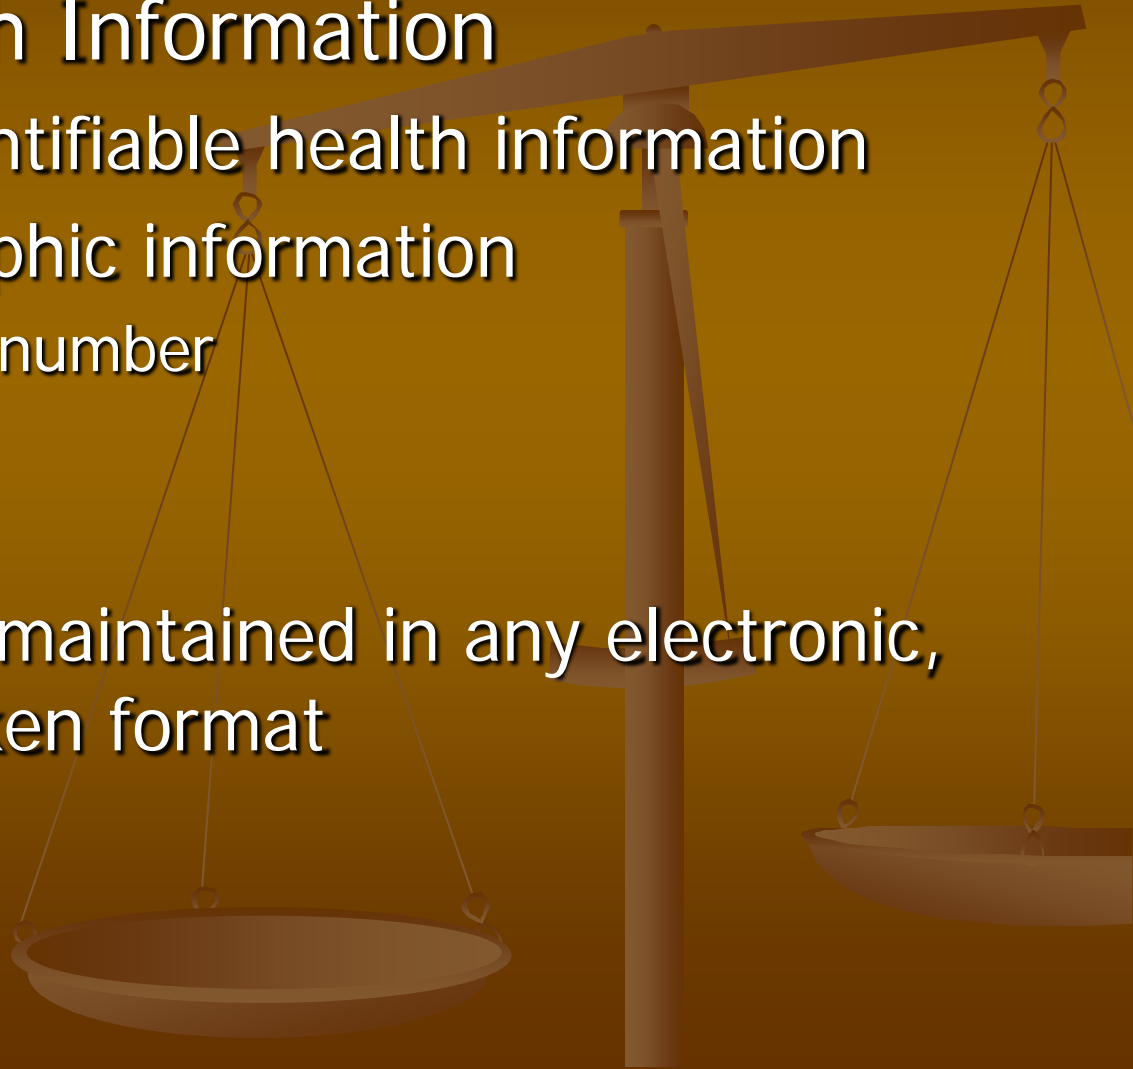 n Information
ntifiable health information
phic information
number
maintained in any electronic,
ken format